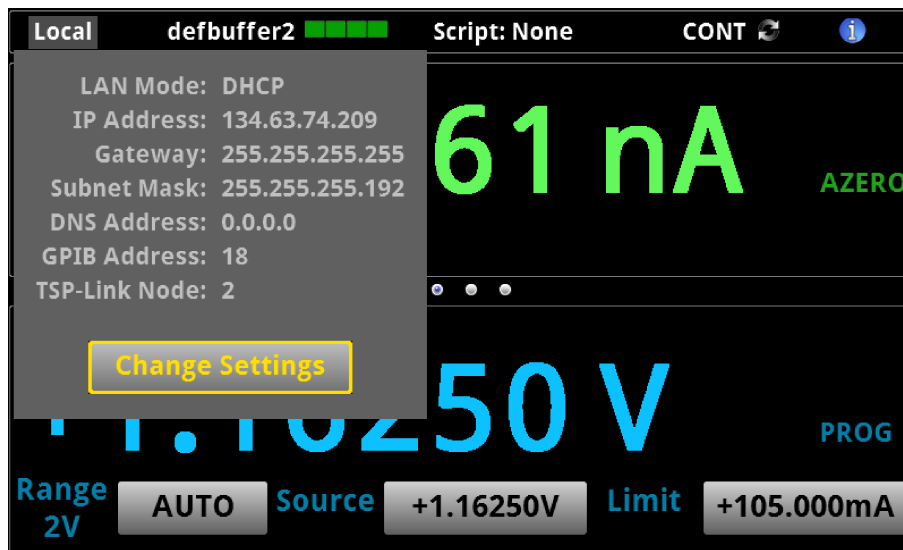 Local defbuffer2 Script: None CONT i
LAN Mode: DHCP
IP Address: 134.63.74.209
Gateway: 255.255.255.255
Subnet Mask: 255.255.255.192
DNS Address: 0.0.0.0
GPIB Address: 18
TSP-Link Node: 2
Change Settings
61 nA
AZERO
50 V
PROG
Range
2V
AUTO
Source
+1.16250V
Limit
+105.000mA